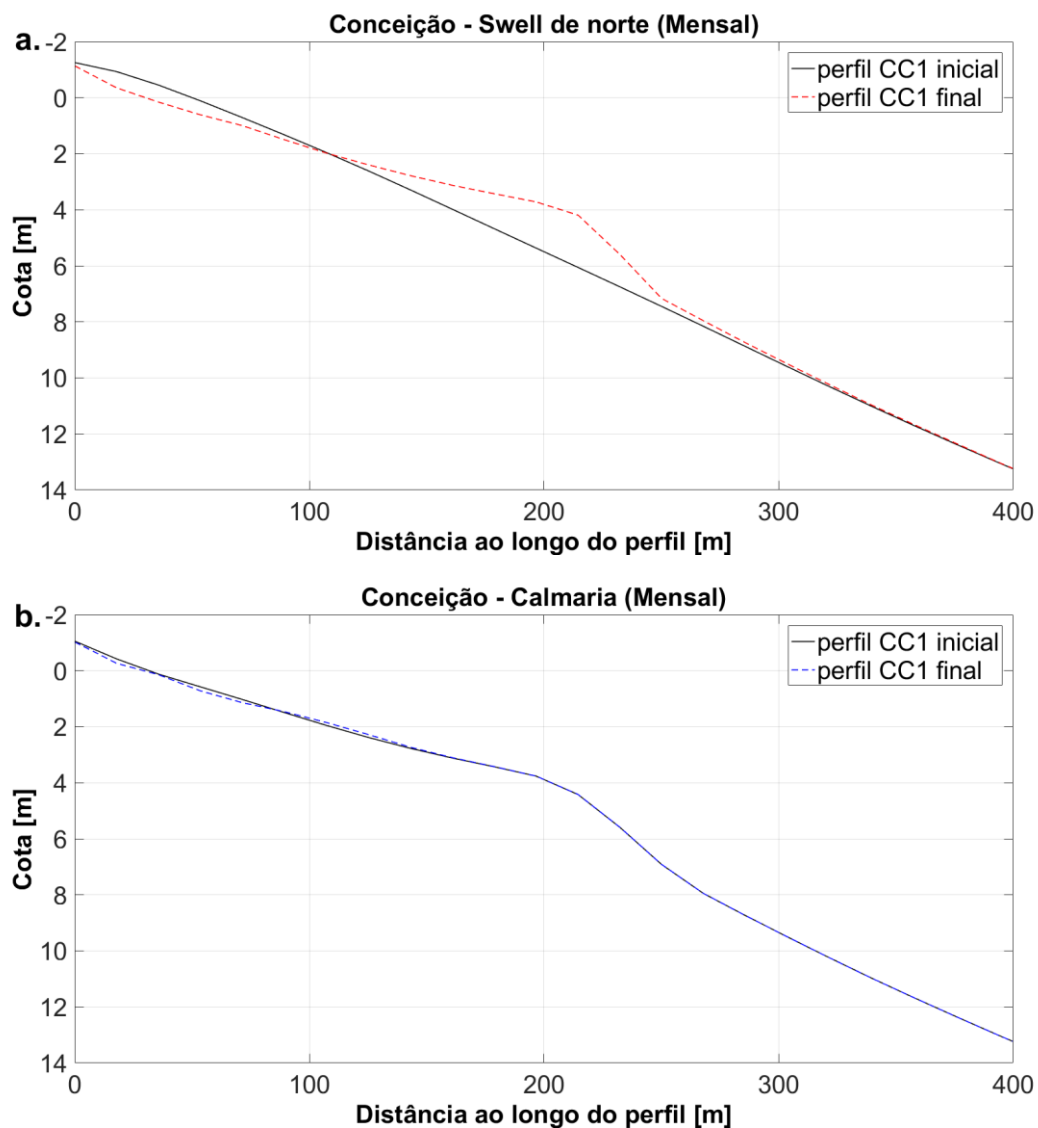 a.
Conceição - Swell de norte (Mensal)
-2
0
2
4
6
8
10
12
14
Cota [m]
perfil CC1 inicial
perfil CC1 final
0 100 200 300 400
Distância ao longo do perfil [m]
b.
Conceição - Calmaria (Mensal)
-2
0
2
4
6
8
10
12
14
Cota [m]
perfil CC1 inicial
perfil CC1 final
0 100 200 300 400
Distância ao longo do perfil [m]